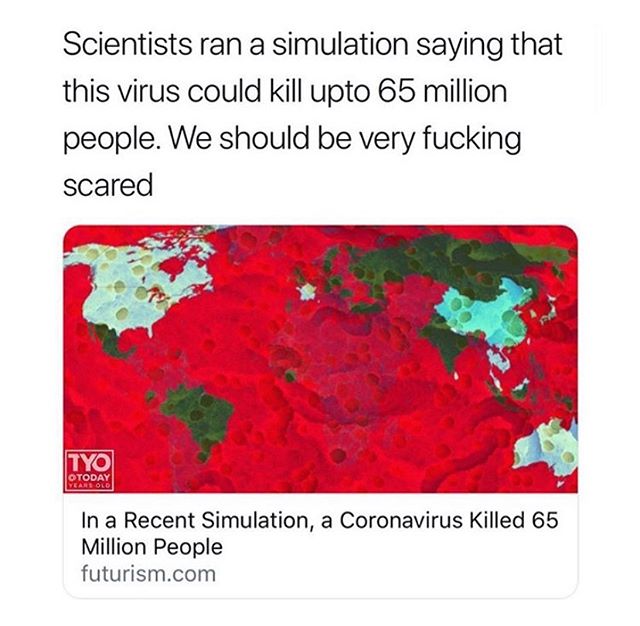 Scientists ran a simulation saying that
this virus could kill upto 65 million
people. We should be very fucking
scared
TYO
@TODAY
YEARS OLD
In a Recent Simulation, a Coronavirus Killed 65
Million People
futurism.com